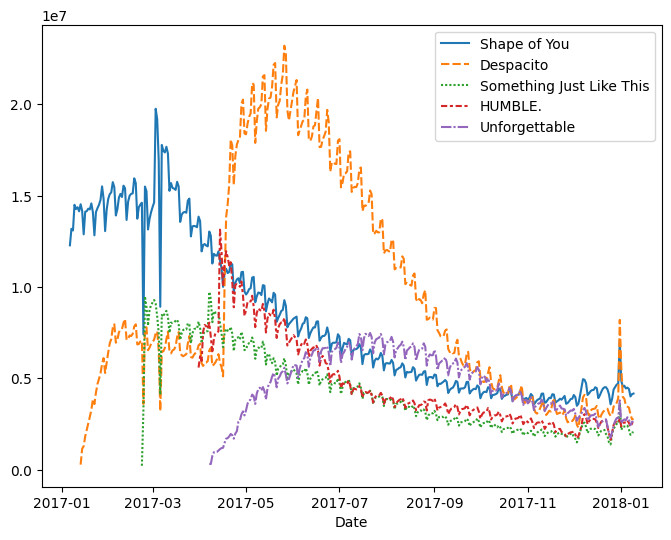 1e7
Shape of You
Despacito
Something Just Like This
HUMBLE.
Unforgettable
2.0
1.5
1.0
0.5
0.0
2017-01 2017-03 2017-05 2017-07 2017-09 2017-11 2018-01
Date